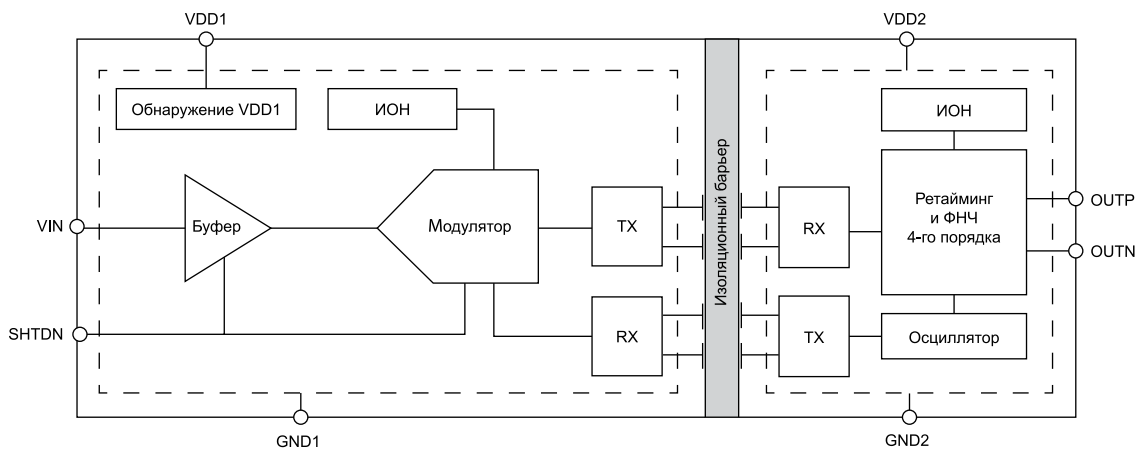 VDD1
VDD2
Обнаружение VDD1
ИОН
ИОН
VIN
Буфер
Модулятор
TX
Изоляционный барьер
RX
Ретайминг
и ФНЧ
4-го порядка
OUTP
OUTN
SHTDN
RX
TX
Осциллятор
GND1
GND2